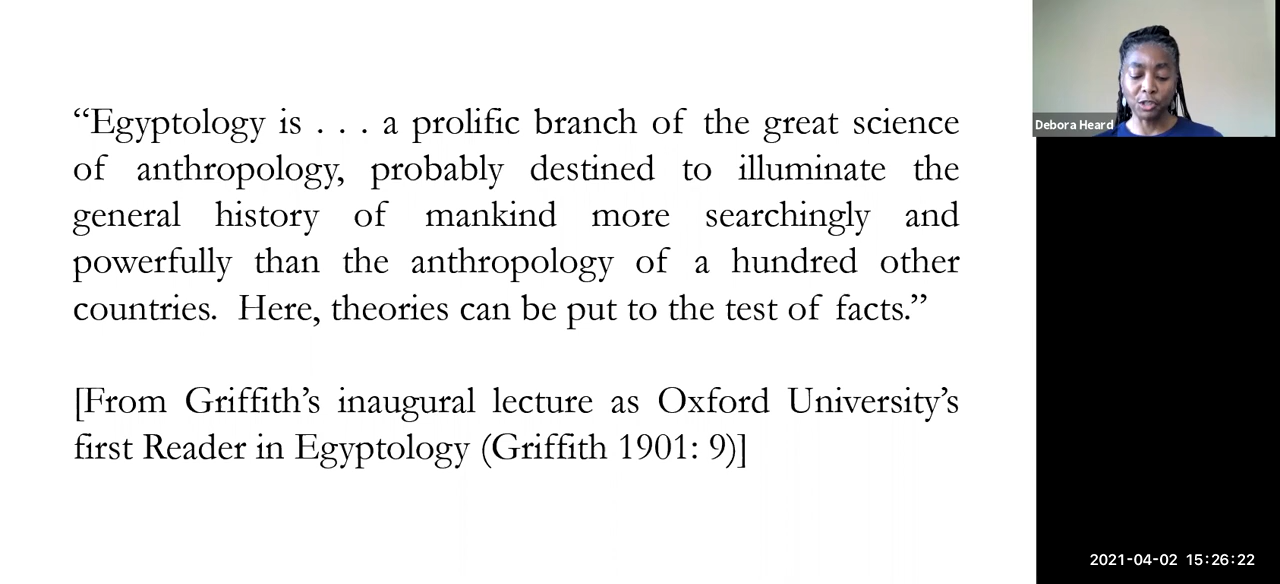 “Egyptology is . . . a prolific branch of the great science
of anthropology, probably destined to illuminate the
general history of mankind more searchingly and
powerfully than the anthropology of a hundred other
countries.  Here, theories can be put to the test of facts.”
[From Griffith’s inaugural lecture as Oxford University’s
first Reader in Egyptology (Griffith 1901: 9)]
Debora Heard
2021-04-02 15:26:22